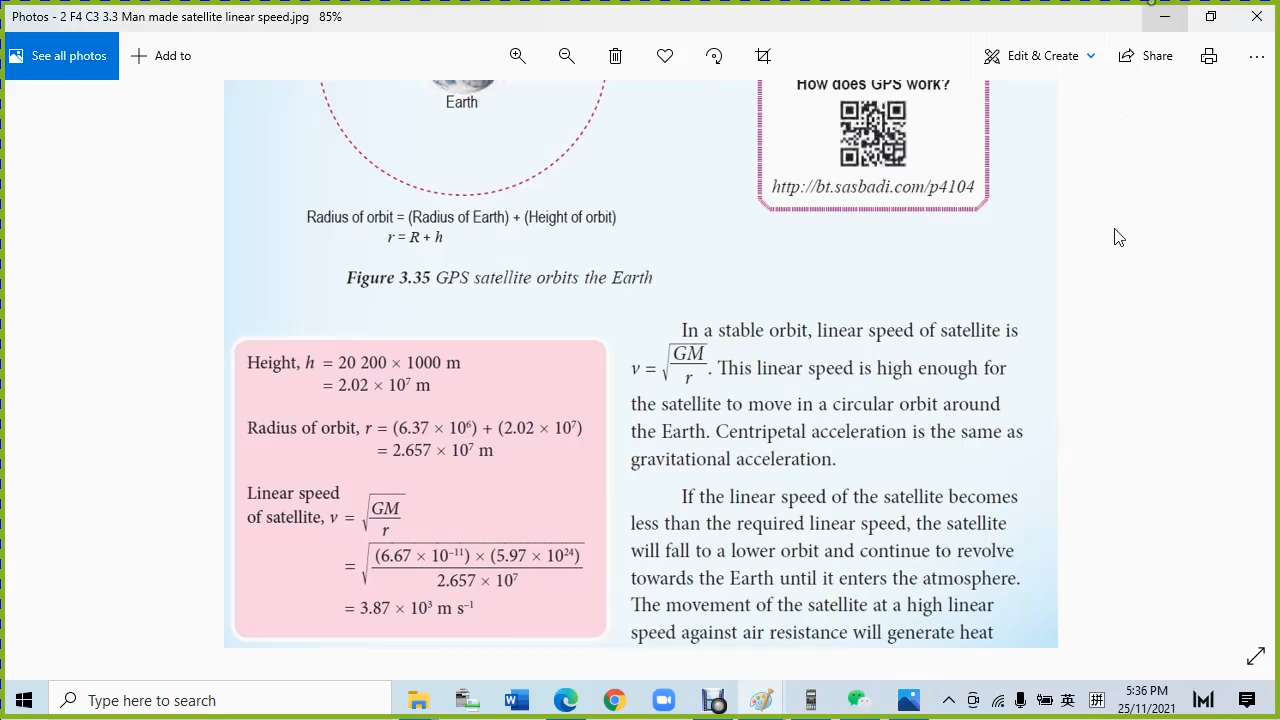 Photos - 2 F4 C3 3.3 Man made satellite linear speed.jpg 85%
See all photos
Add to
Edit & Create
Share
Earth
How does GPS work?
http://bt.sasbadi.com/p4104
Radius of orbit = (Radius of Earth) + (Height of orbit)
r = R + h
Figure 3.35 GPS satellite orbits the Earth
Height, h = 20 200 × 1000 m
= 2.02 × 10⁷ m
Radius of orbit, r = (6.37 × 10⁶) + (2.02 × 10⁷)
= 2.657 × 10⁷ m
Linear speed
of satellite, v = √(GM/r)
= √((6.67 × 10⁻¹¹) × (5.97 × 10²⁴)/2.657 × 10⁷)
= 3.87 × 10³ m s⁻¹
In a stable orbit, linear speed of satellite is
v = √(GM/r). This linear speed is high enough for
the satellite to move in a circular orbit around
the Earth. Centripetal acceleration is the same as
gravitational acceleration.
If the linear speed of the satellite becomes
less than the required linear speed, the satellite
will fall to a lower orbit and continue to revolve
towards the Earth until it enters the atmosphere.
The movement of the satellite at a high linear
speed against air resistance will generate heat
Type here to search
英
拼
5:36 PM
25/11/2021